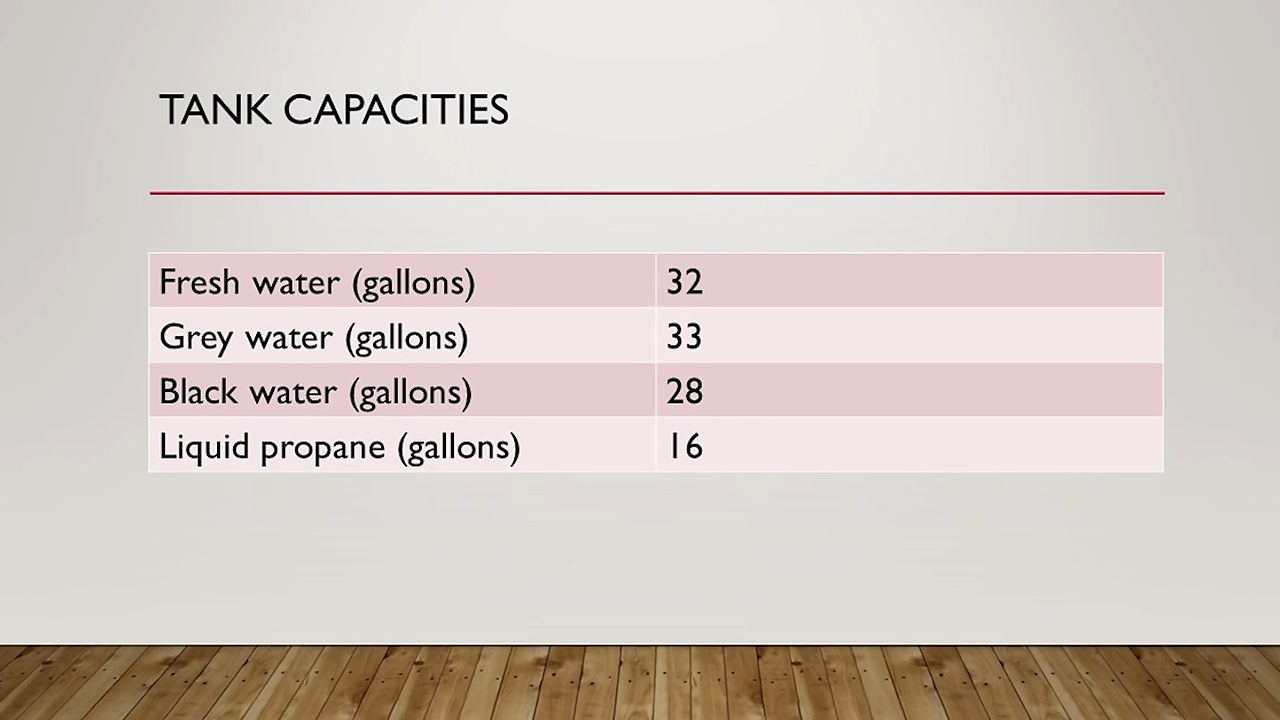 TANK CAPACITIES
Fresh water (gallons) 32
Grey water (gallons) 33
Black water (gallons) 28
Liquid propane (gallons) 16